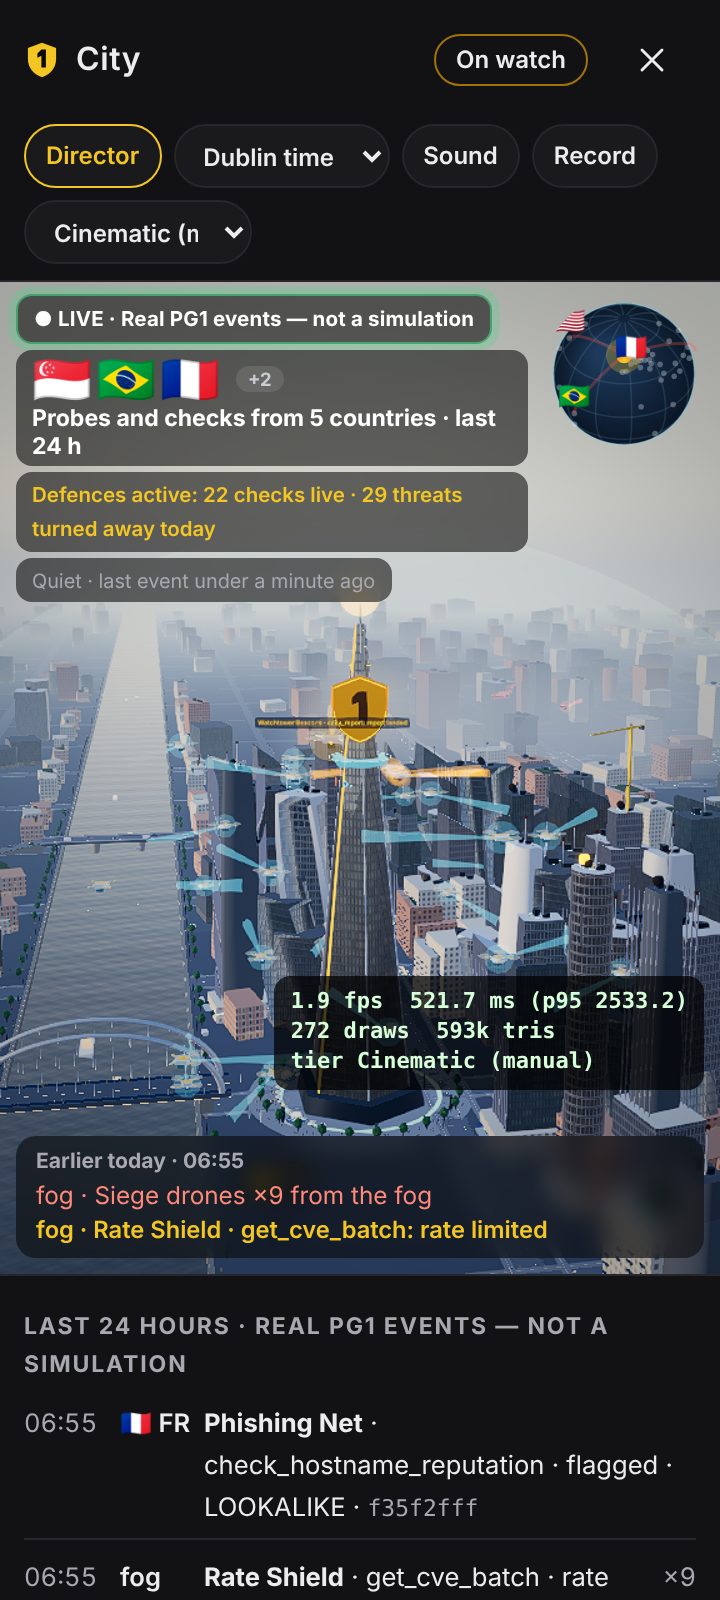 1 City
On watch
Director
Dublin time
Sound
Record
Cinematic (n
LIVE · Real PG1 events — not a simulation
+2
Probes and checks from 5 countries · last
24 h
Defences active: 22 checks live · 29 threats
turned away today
Quiet · last event under a minute ago
1
1.9 fps 521.7 ms (p95 2533.2)
272 draws 593k tris
tier Cinematic (manual)
Earlier today · 06:55
fog · Siege drones ×9 from the fog
fog · Rate Shield · get_cve_batch: rate limited
LAST 24 HOURS · REAL PG1 EVENTS — NOT A
SIMULATION
06:55 FR Phishing Net ·
check_hostname_reputation · flagged ·
LOOKALIKE · f35f2fff
06:55 fog Rate Shield · get_cve_batch · rate ×9